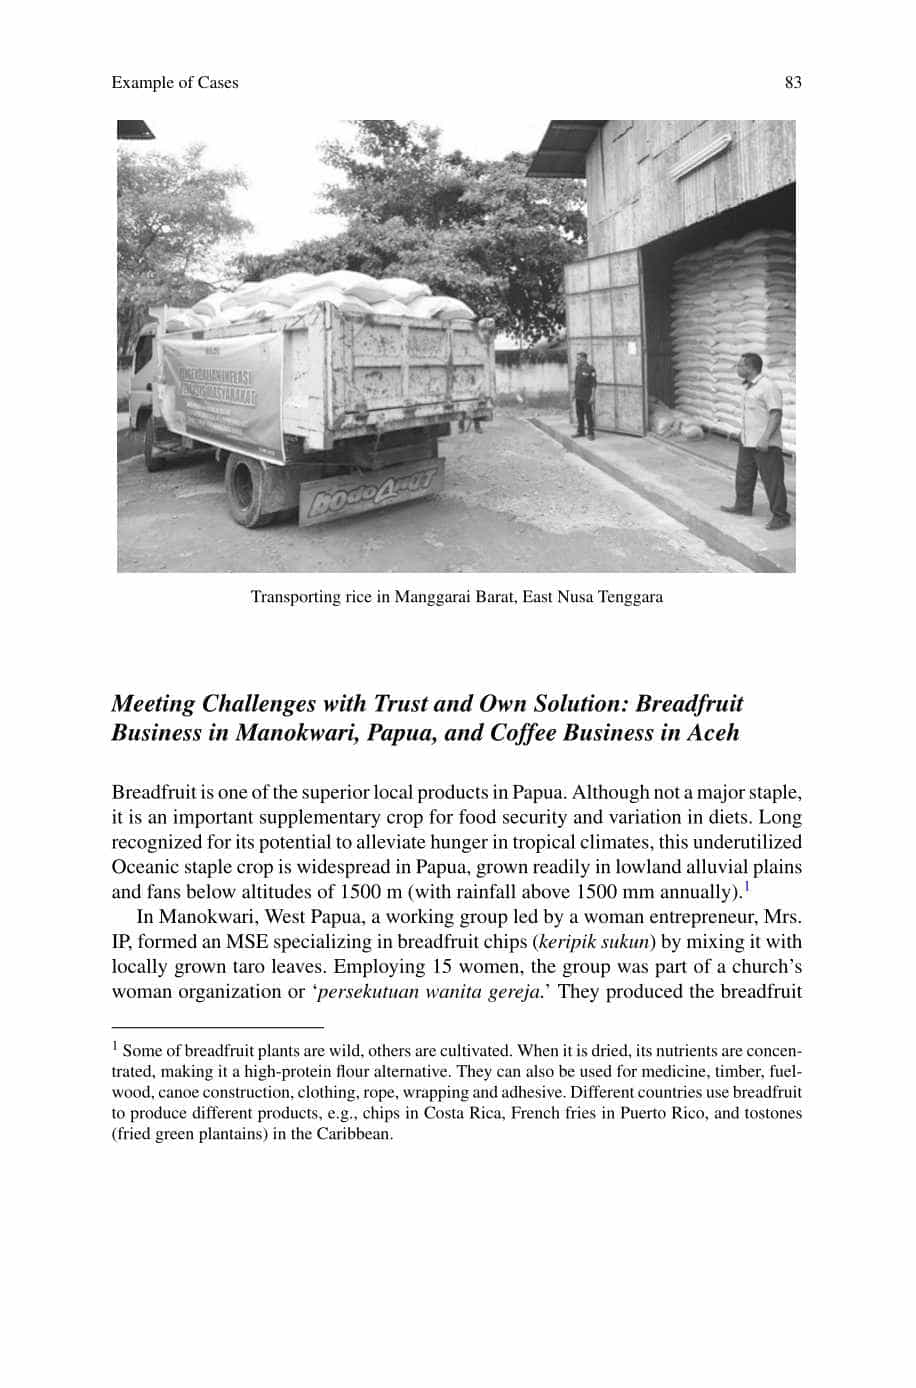 Example of Cases 83
PENGENDALIAN INFLASI
MASYARAKAT
Transporting rice in Manggarai Barat, East Nusa Tenggara
Meeting Challenges with Trust and Own Solution: Breadfruit
Business in Manokwari, Papua, and Coffee Business in Aceh
Breadfruit is one of the superior local products in Papua. Although not a major staple,
it is an important supplementary crop for food security and variation in diets. Long
recognized for its potential to alleviate hunger in tropical climates, this underutilized
Oceanic staple crop is widespread in Papua, grown readily in lowland alluvial plains
and fans below altitudes of 1500 m (with rainfall above 1500 mm annually).1
In Manokwari, West Papua, a working group led by a woman entrepreneur, Mrs.
IP, formed an MSE specializing in breadfruit chips (keripik sukun) by mixing it with
locally grown taro leaves. Employing 15 women, the group was part of a church’s
woman organization or ‘persekutuan wanita gereja.’ They produced the breadfruit
1 Some of breadfruit plants are wild, others are cultivated. When it is dried, its nutrients are concen-
trated, making it a high-protein flour alternative. They can also be used for medicine, timber, fuel-
wood, canoe construction, clothing, rope, wrapping and adhesive. Different countries use breadfruit
to produce different products, e.g., chips in Costa Rica, French fries in Puerto Rico, and tostones
(fried green plantains) in the Caribbean.